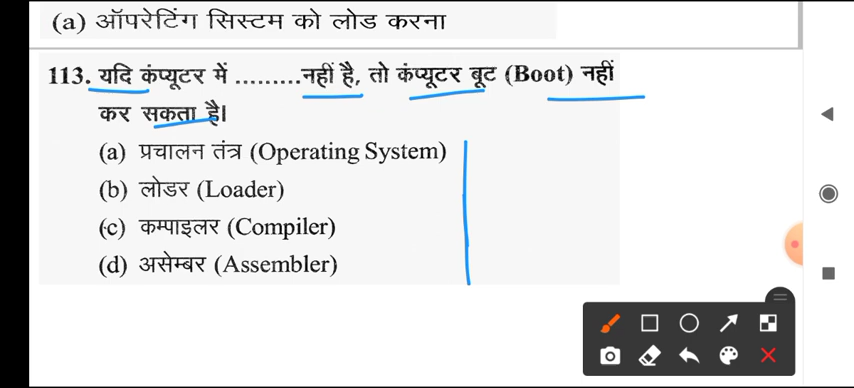 (a) ऑपरेटिंग सिस्टम को लोड करना
113. यदि कंप्यूटर में .........नहीं है, तो कंप्यूटर बूट (Boot) नहीं
कर सकता है।
(a) प्रचालन तंत्र (Operating System)
(b) लोडर (Loader)
(c) कम्पाइलर (Compiler)
(d) असेम्बर (Assembler)